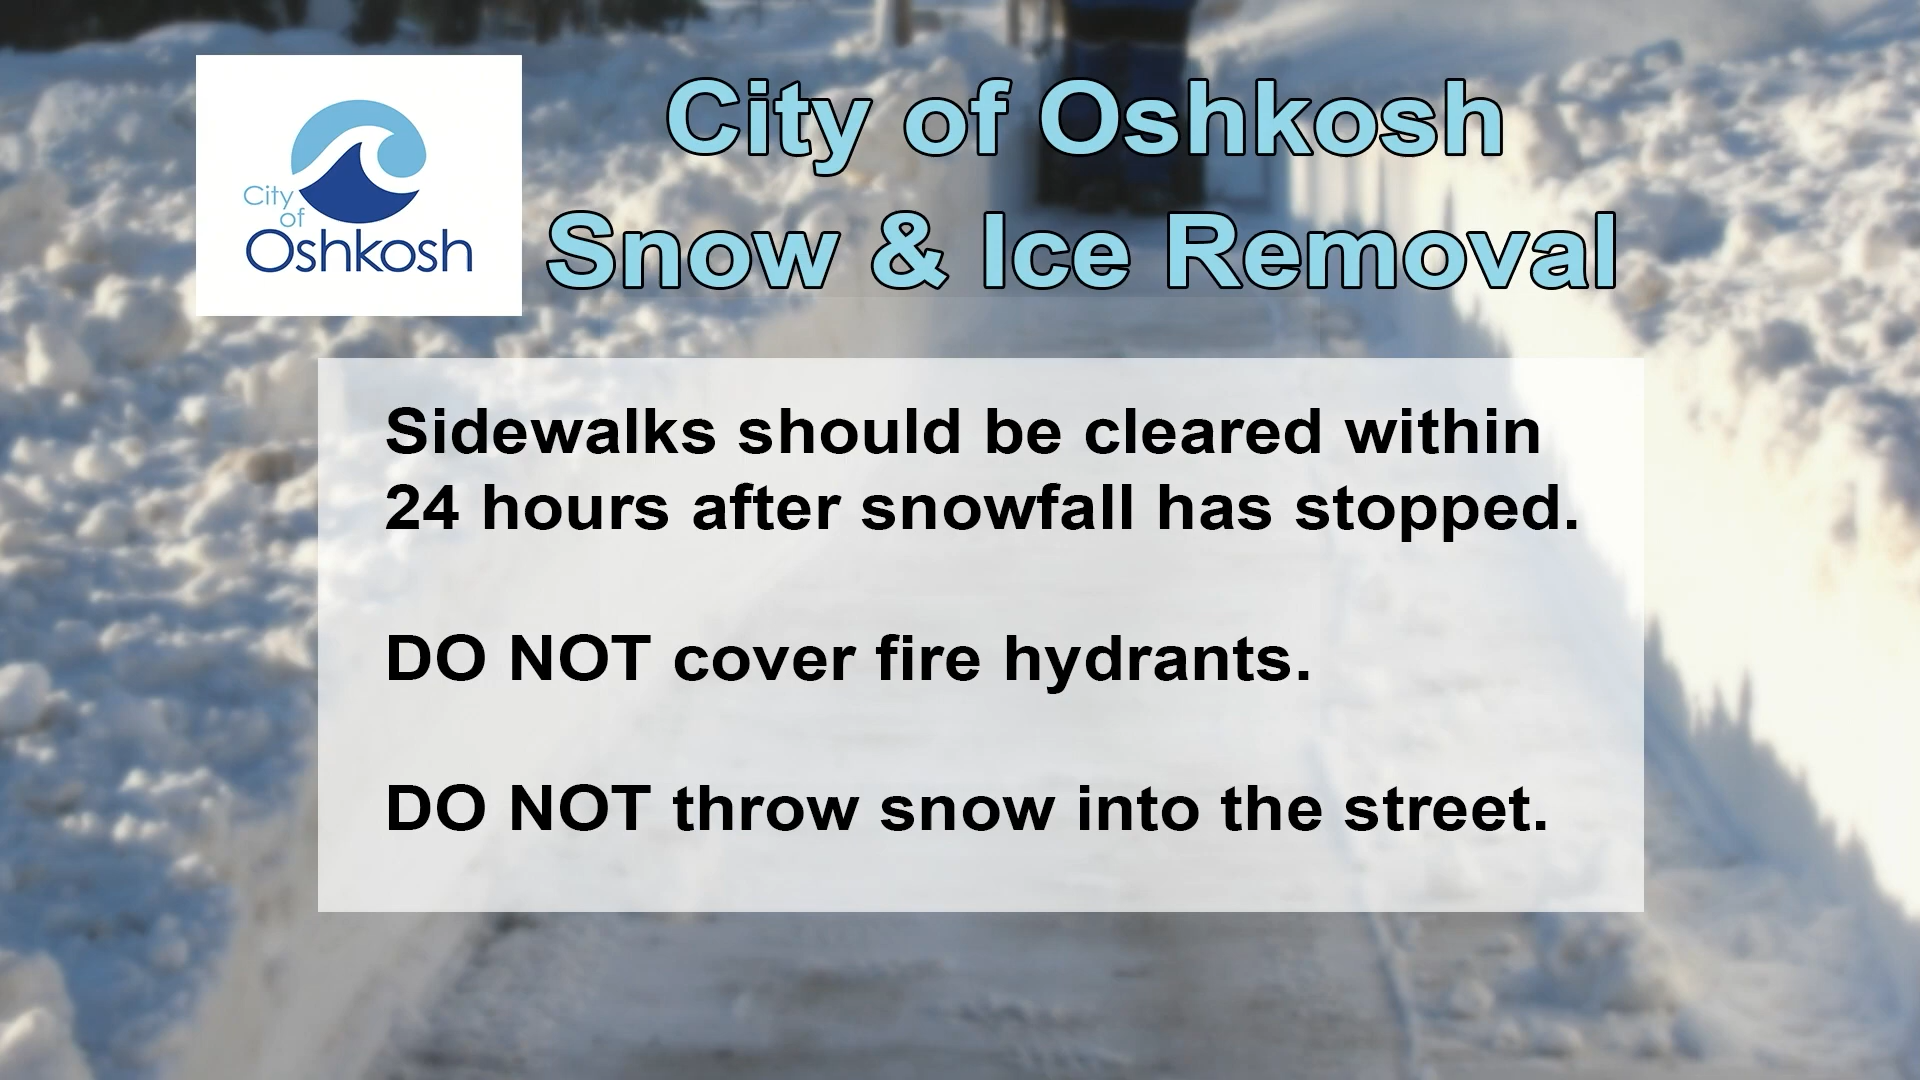 City
of
Oshkosh
City of Oshkosh
Snow & Ice Removal
Sidewalks should be cleared within
24 hours after snowfall has stopped.
DO NOT cover fire hydrants.
DO NOT throw snow into the street.